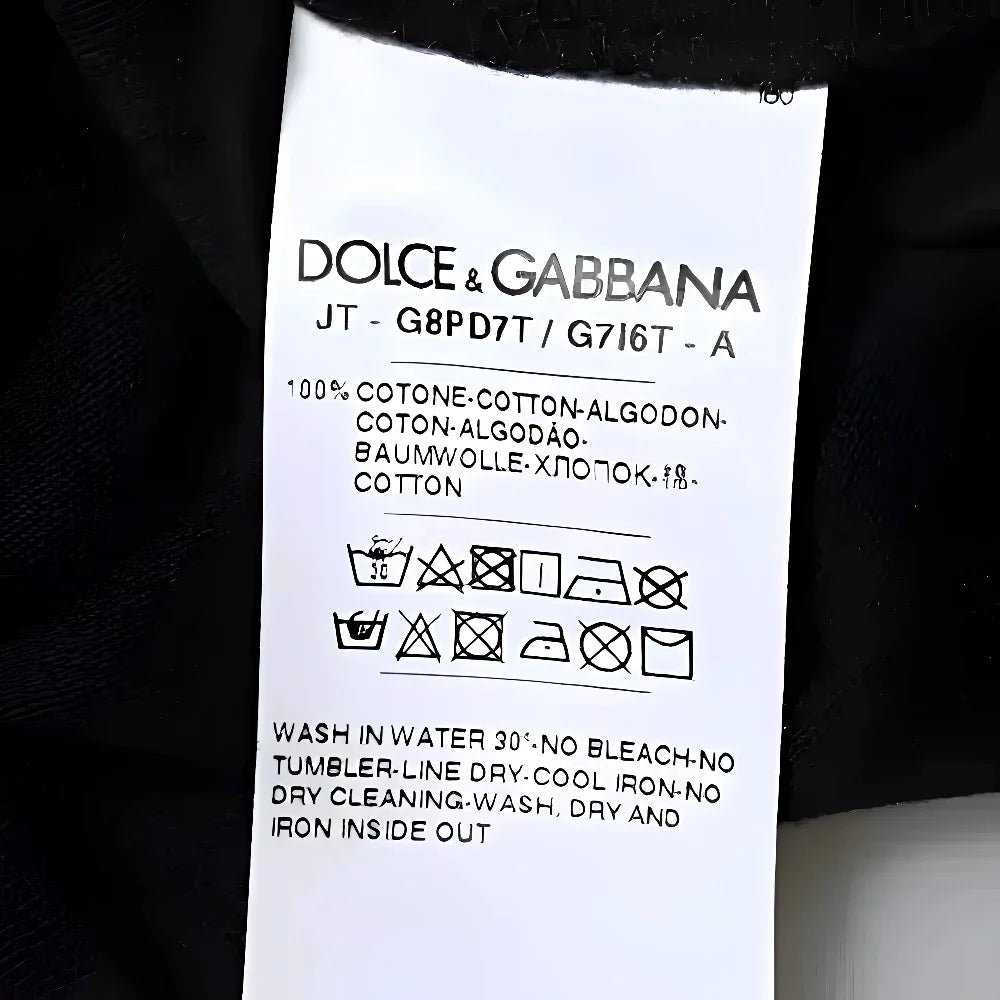 DOLCE & GABBANA
JT - G8PD7T / G7I6T - A
100% COTONE-COTTON-ALGODON-
COTON-ALGODÃO-
BAUMWOLLE-ХЛОПОК-
COTTON
30
WASH IN WATER 30°-NO BLEACH-NO
TUMBLER-LINE DRY-COOL IRON-NO
DRY CLEANING-WASH, DRY AND
IRON INSIDE OUT